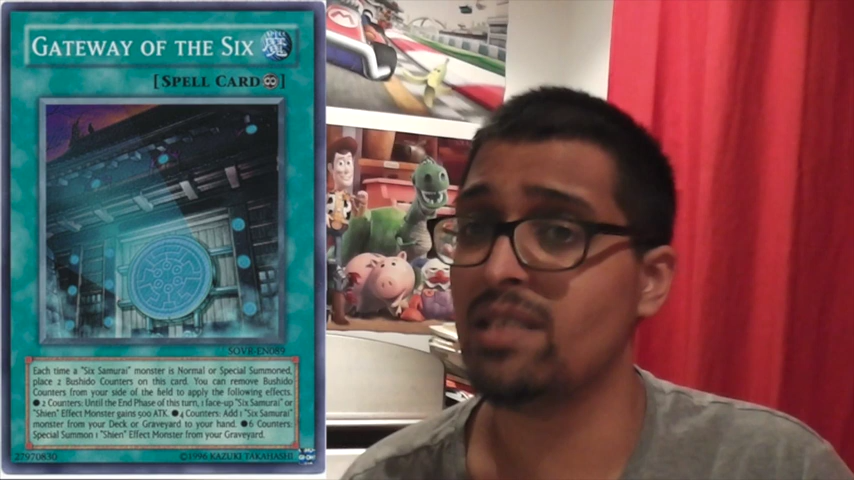 GATEWAY OF THE SIX SPELL 魔
[SPELL CARD]
SOVR-EN089
Each time a "Six Samurai" monster is Normal or Special Summoned,
place 2 Bushido Counters on this card. You can remove Bushido
Counters from your side of the field to apply the following effects.
●2 Counters: Until the End Phase of this turn, 1 face-up "Six Samurai" or
"Shien" Effect Monster gains 500 ATK. ●4 Counters: Add 1 "Six Samurai"
monster from your Deck or Graveyard to your hand. ●6 Counters:
Special Summon 1 "Shien" Effect Monster from your Graveyard.
27970830 ©1996 KAZUKI TAKAHASHI